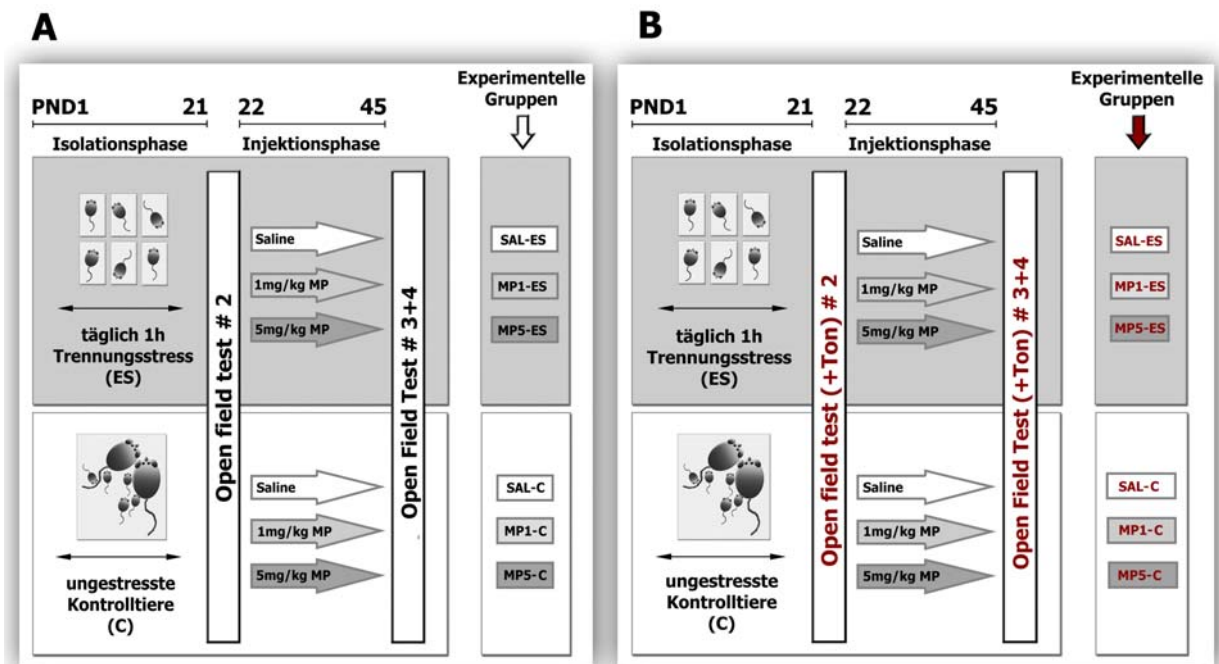 A
PND1 21 22 45
Isolationsphase Injektionsphase
Experimentelle
Gruppen
täglich 1h
Trennungsstress
(ES)
Open field test # 2
Saline
1mg/kg MP
5mg/kg MP
Open Field Test # 3+4
SAL-ES
MP1-ES
MP5-ES
ungestresste
Kontrolltiere
(C)
Saline
1mg/kg MP
5mg/kg MP
SAL-C
MP1-C
MP5-C
B
PND1 21 22 45
Isolationsphase Injektionsphase
Experimentelle
Gruppen
täglich 1h
Trennungsstress
(ES)
Open field test (+Ton) # 2
Saline
1mg/kg MP
5mg/kg MP
Open Field Test (+Ton) # 3+4
SAL-ES
MP1-ES
MP5-ES
ungestresste
Kontrolltiere
(C)
Saline
1mg/kg MP
5mg/kg MP
SAL-C
MP1-C
MP5-C